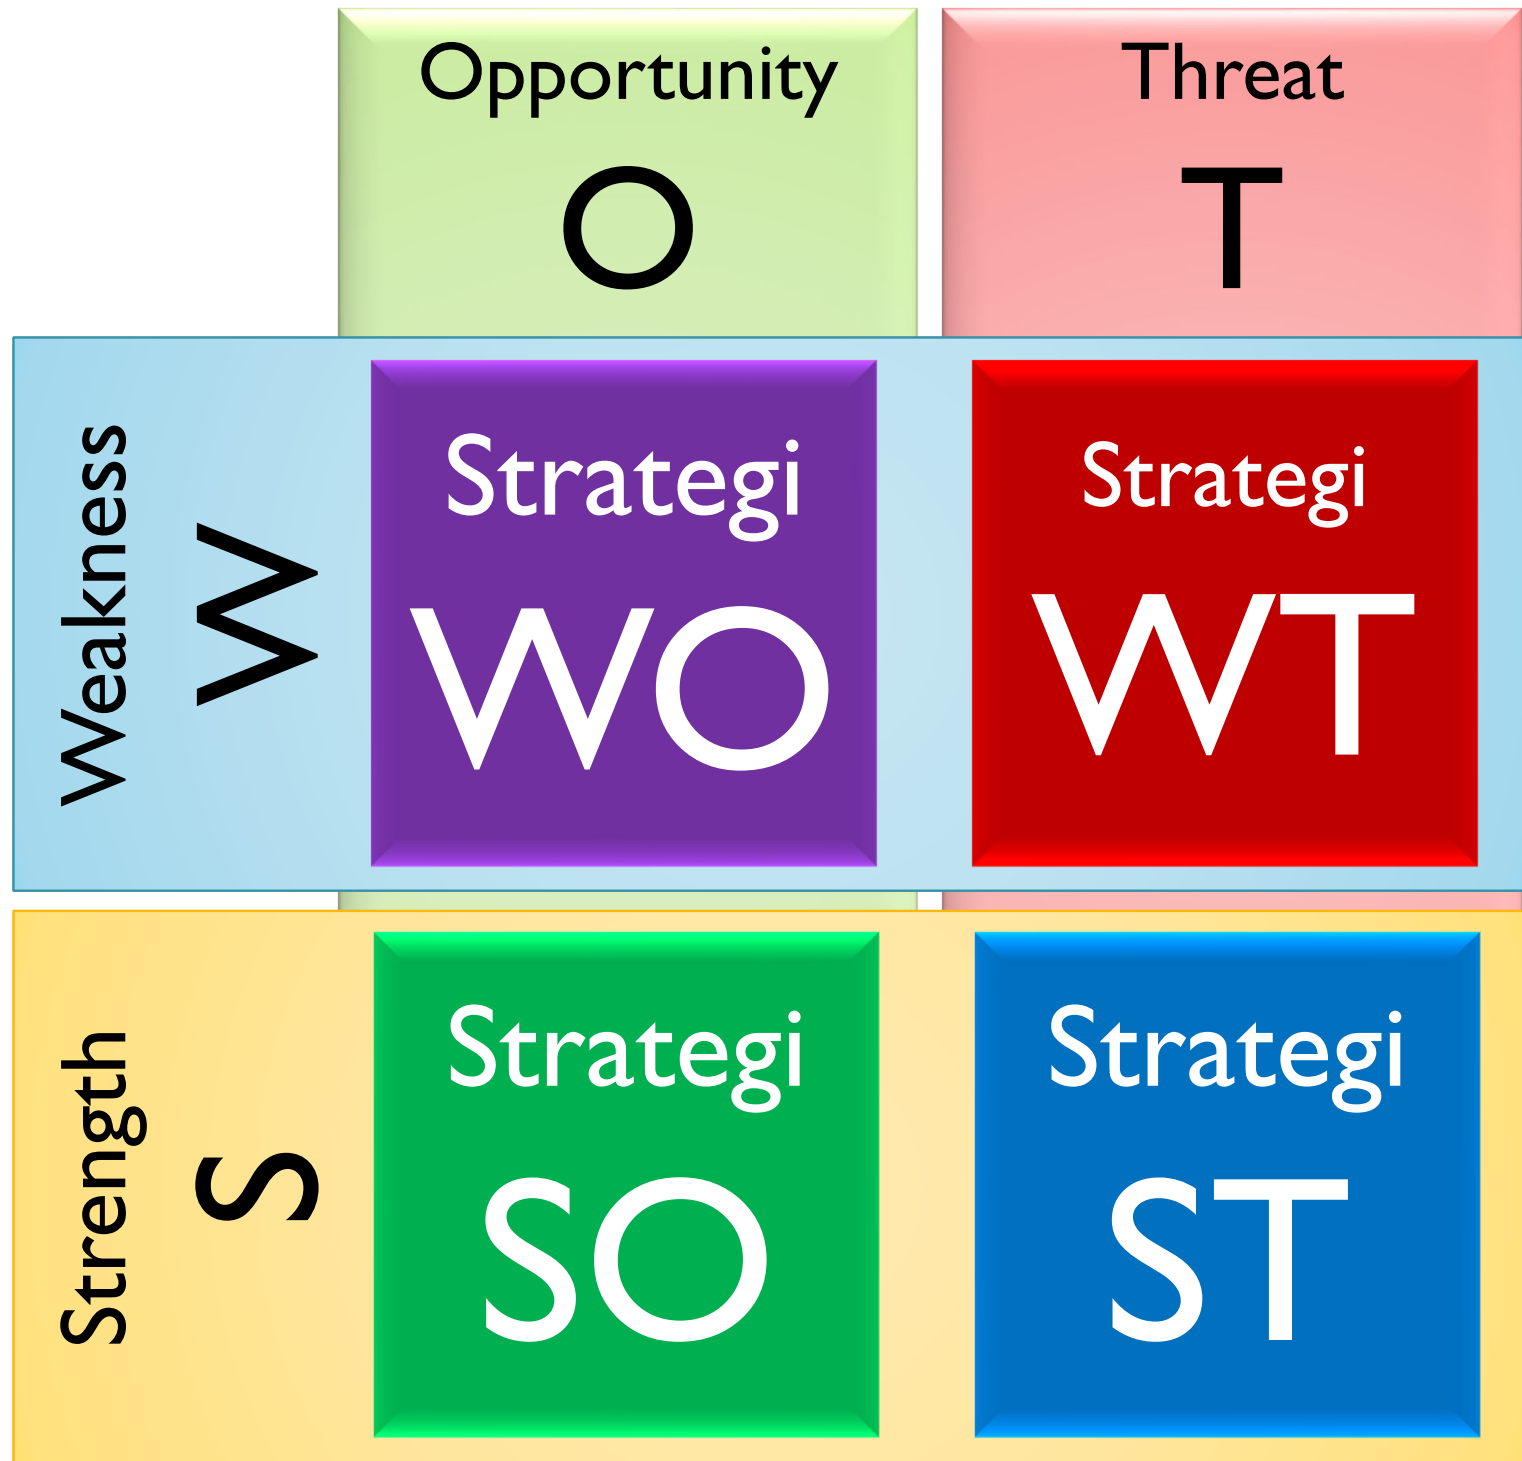 Opportunity
O
Threat
T
Weakness
W
Strategi
WO
Strategi
WT
Strength
S
Strategi
SO
Strategi
ST